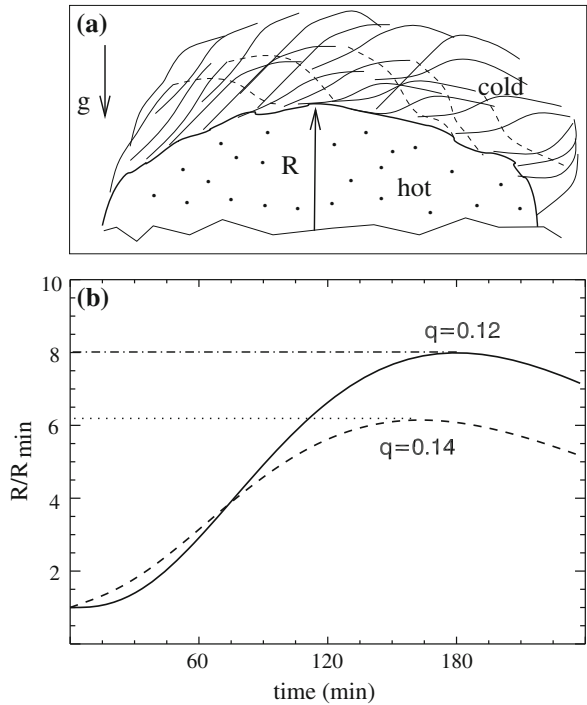 (a)
g
cold
R
hot
(b)
10
8
6
4
2
R/R min
q=0.12
q=0.14
60
120
180
time (min)